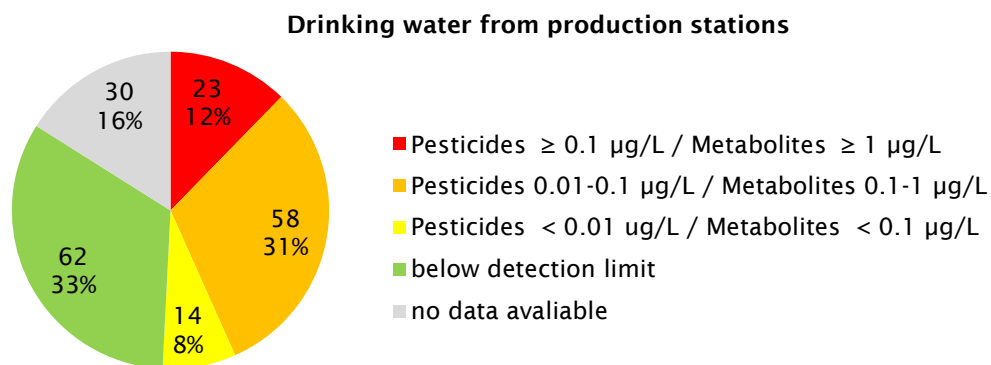 Drinking water from production stations
30
16%
23
12%
58
31%
62
33%
14
8%
Pesticides ≥ 0.1 µg/L / Metabolites ≥ 1 µg/L
Pesticides 0.01-0.1 µg/L / Metabolites 0.1-1 µg/L
Pesticides < 0.01 ug/L / Metabolites < 0.1 µg/L
below detection limit
no data avaliable